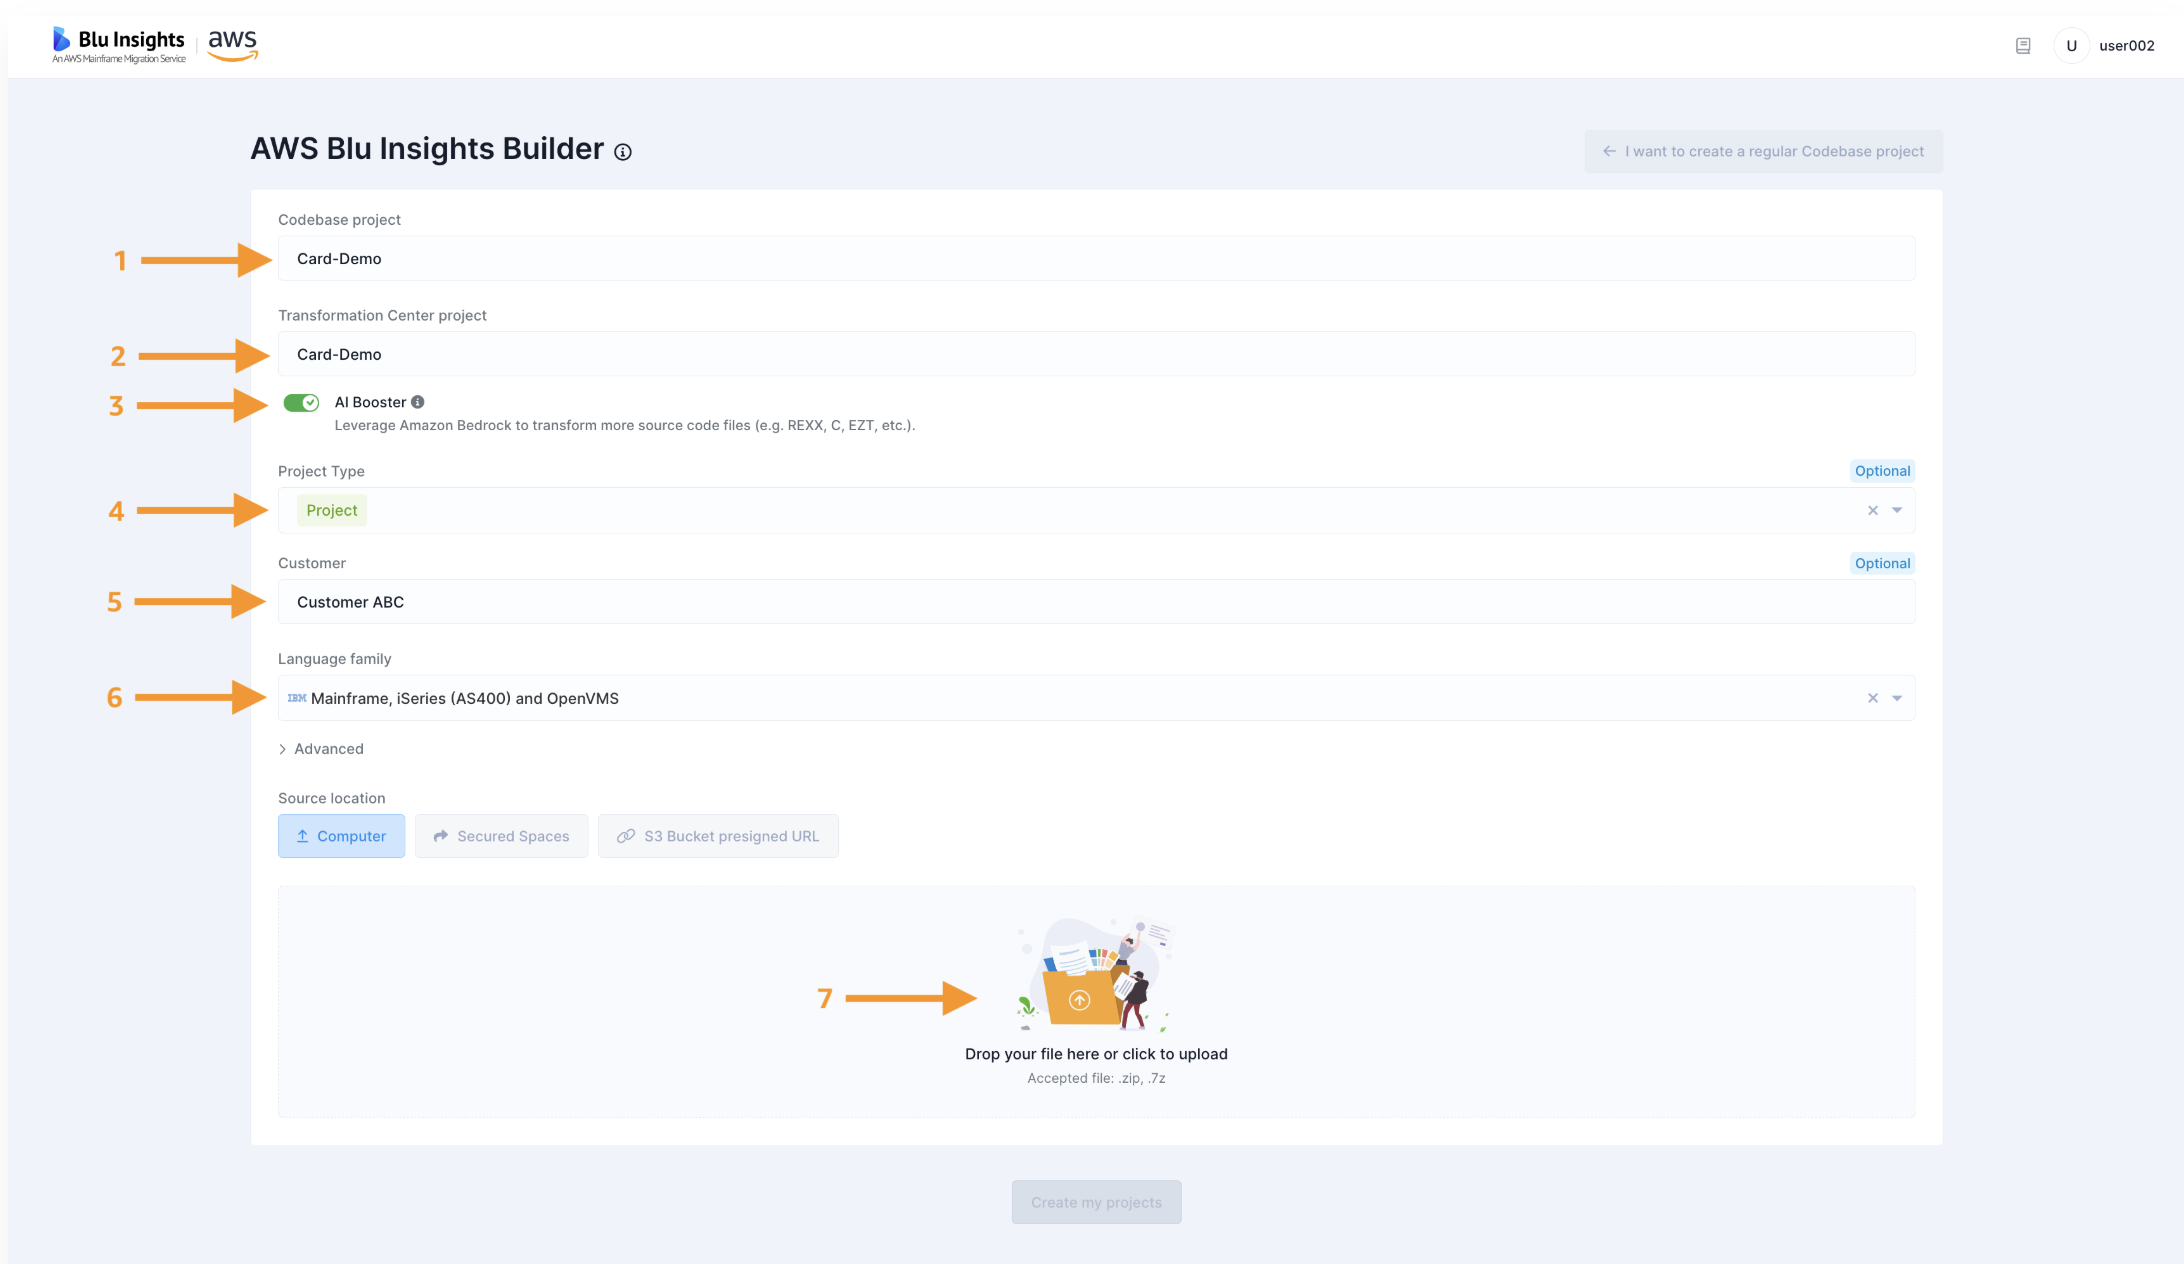 Blu Insights
An AWS Mainframe Migration Service
aws
U
user002
AWS Blu Insights Builder
I want to create a regular Codebase project
Codebase project
1
Card-Demo
Transformation Center project
2
Card-Demo
3
AI Booster
Leverage Amazon Bedrock to transform more source code files (e.g. REXX, C, EZT, etc.).
Project Type
Optional
4
Project
Customer
Optional
5
Customer ABC
Language family
6
IBM Mainframe, iSeries (AS400) and OpenVMS
Advanced
Source location
Computer
Secured Spaces
S3 Bucket presigned URL
7
Drop your file here or click to upload
Accepted file: .zip, .7z
Create my projects